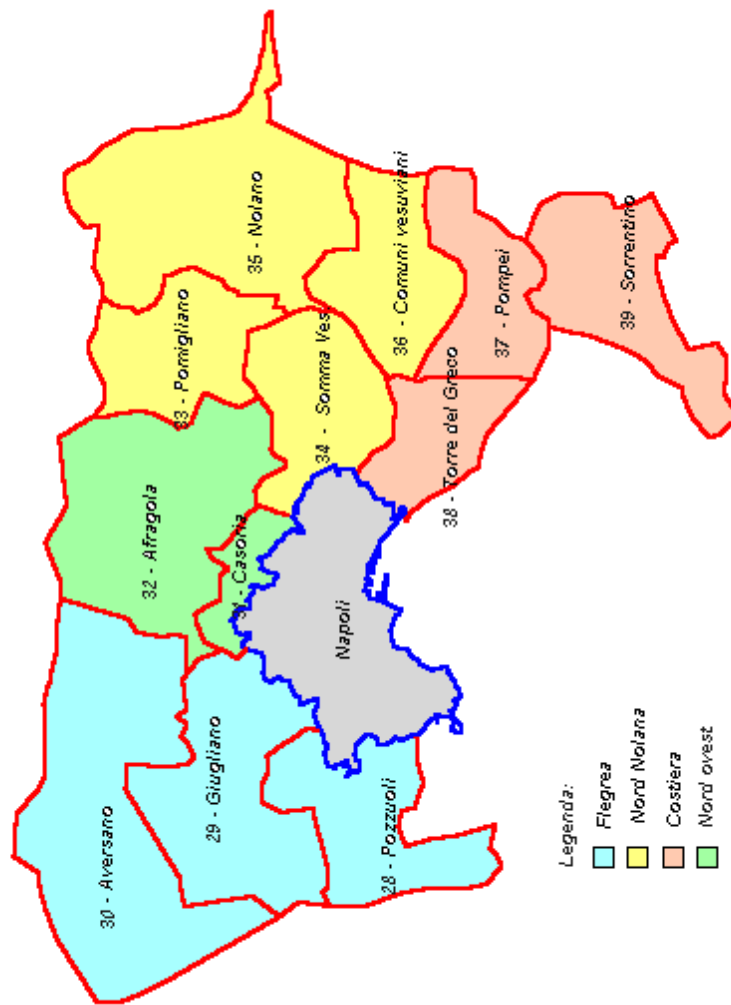 30 - Aversano
29 - Giugliano
28 - Pozzuoli
32 - Afragola
31 - Casoria
Napoli
33 - Pomigliano
34 - Somma Ves.
35 - Nolano
36 - Comuni vesuviani
38 - Torre del Greco
37 - Pompei
39 - Sorrentino
Legenda:
Flegrea
Nord Nolana
Costiera
Nord ovest